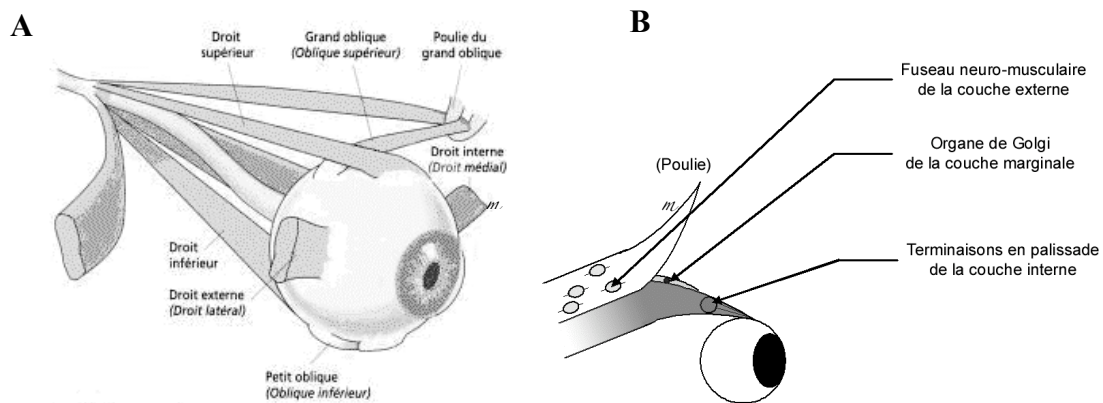 A
Droit
supérieur
Grand oblique
(Oblique supérieur)
Poulie du
grand oblique
Droit interne
(Droit médial)
m
Droit
inférieur
Droit externe
(Droit latéral)
Petit oblique
(Oblique inférieur)
B
Fuseau neuro-musculaire
de la couche externe
Organe de Golgi
de la couche marginale
(Poulie)
m
Terminaisons en palissade
de la couche interne